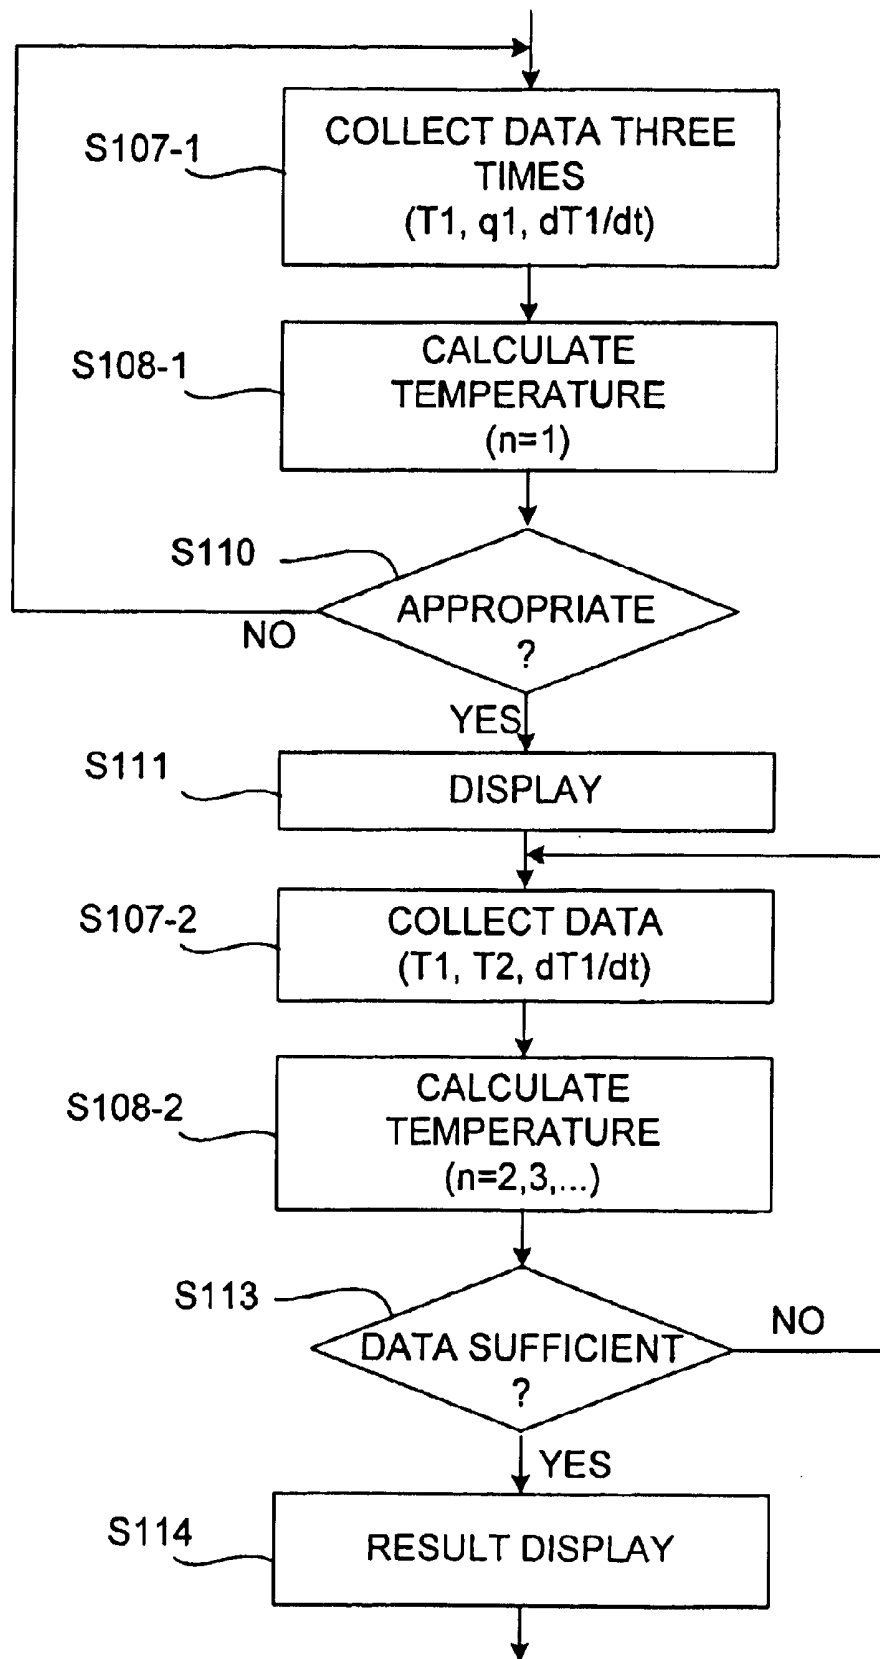 S107-1
COLLECT DATA THREE
TIMES
(T1, q1, dT1/dt)
S108-1
CALCULATE
TEMPERATURE
(n=1)
S110
APPROPRIATE
?
NO
YES
S111
DISPLAY
S107-2
COLLECT DATA
(T1, T2, dT1/dt)
S108-2
CALCULATE
TEMPERATURE
(n=2,3,...)
S113
DATA SUFFICIENT
?
NO
YES
S114
RESULT DISPLAY